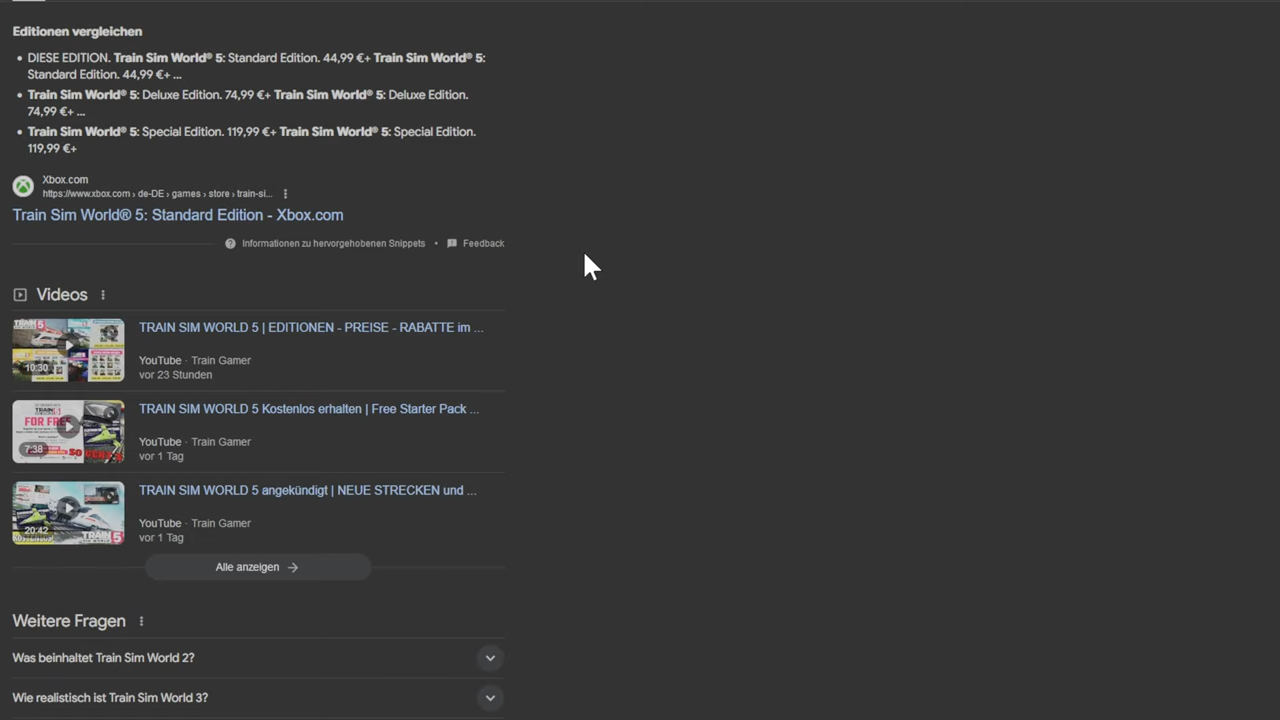 Editionen vergleichen
DIESE EDITION. Train Sim World® 5: Standard Edition. 44,99 €+ Train Sim World® 5:
Standard Edition. 44,99 €+ ...
Train Sim World® 5: Deluxe Edition. 74,99 €+ Train Sim World® 5: Deluxe Edition.
74,99 €+ ...
Train Sim World® 5: Special Edition. 119,99 €+ Train Sim World® 5: Special Edition.
119,99 €+
Xbox.com
https://www.xbox.com › de-DE › games › store › train-si...
Train Sim World® 5: Standard Edition - Xbox.com
Informationen zu hervorgehobenen Snippets • Feedback
Videos
TRAIN SIM WORLD 5 | EDITIONEN - PREISE - RABATTE im ...
10:30
YouTube · Train Gamer
vor 23 Stunden
TRAIN SIM WORLD 5 Kostenlos erhalten | Free Starter Pack ...
FOR FREE
7:38
YouTube · Train Gamer
vor 1 Tag
TRAIN SIM WORLD 5 angekündigt | NEUE STRECKEN und ...
20:42
YouTube · Train Gamer
vor 1 Tag
Alle anzeigen
Weitere Fragen
Was beinhaltet Train Sim World 2?
Wie realistisch ist Train Sim World 3?